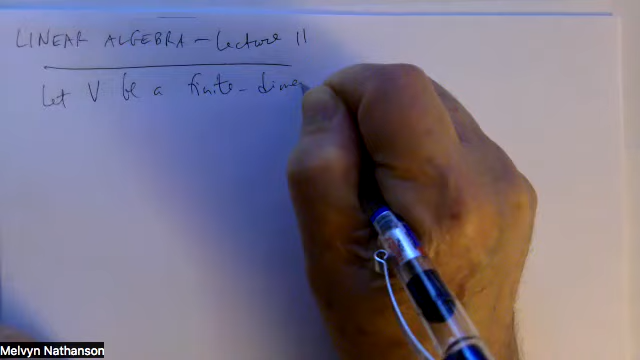 LINEAR ALGEBRA - Lecture 11
Let V be a finite-dime
Melvyn Nathanson